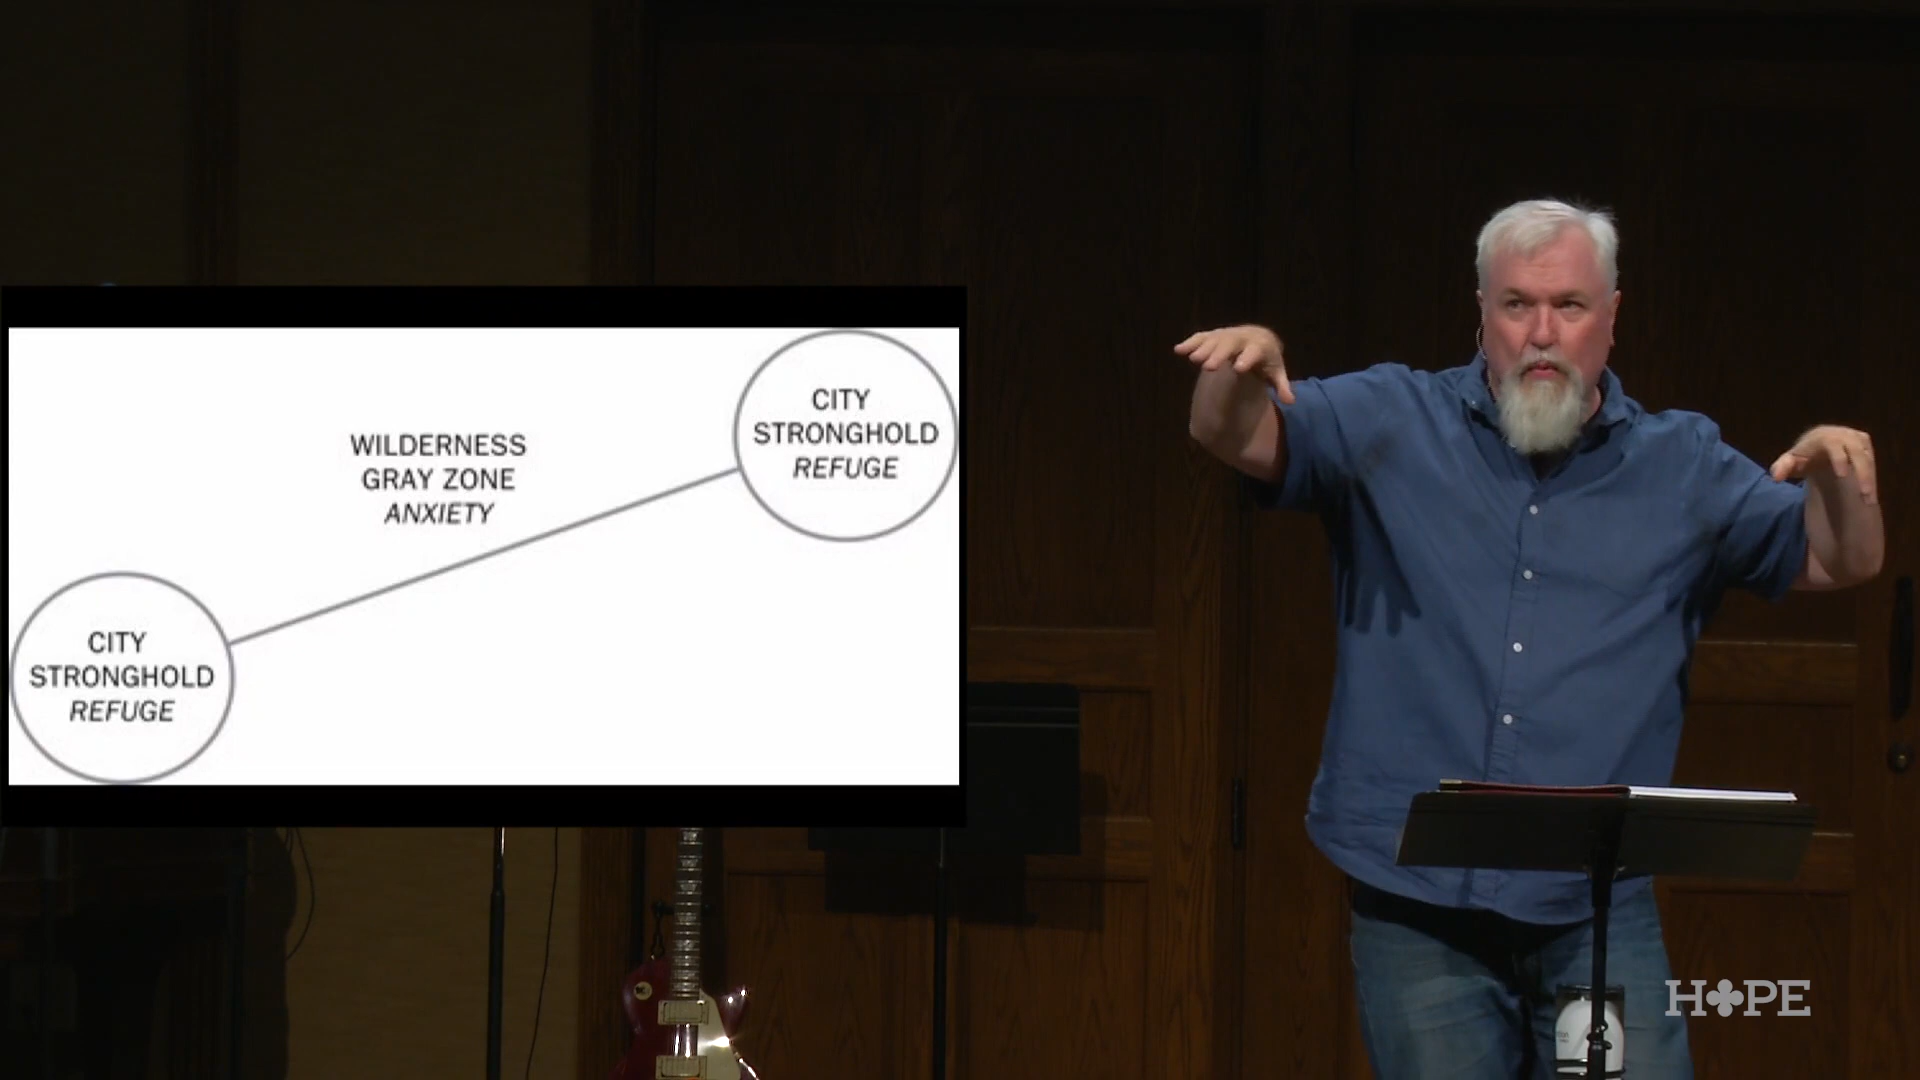 WILDERNESS
GRAY ZONE
ANXIETY
CITY
STRONGHOLD
REFUGE
CITY
STRONGHOLD
REFUGE
HOPE